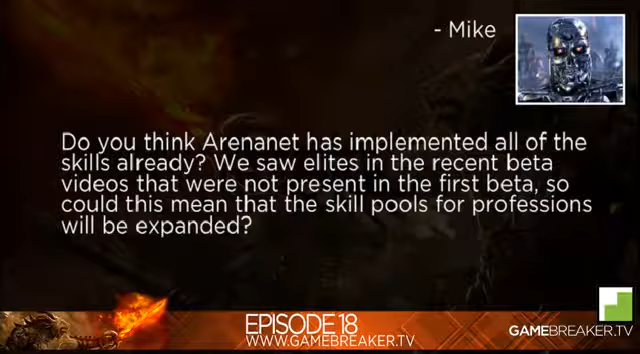 - Mike
Do you think Arenanet has implemented all of the
skills already? We saw elites in the recent beta
videos that were not present in the first beta, so
could this mean that the skill pools for professions
will be expanded?
EPISODE 18
WWW.GAMEBREAKER.TV
GAMEBREAKER.TV